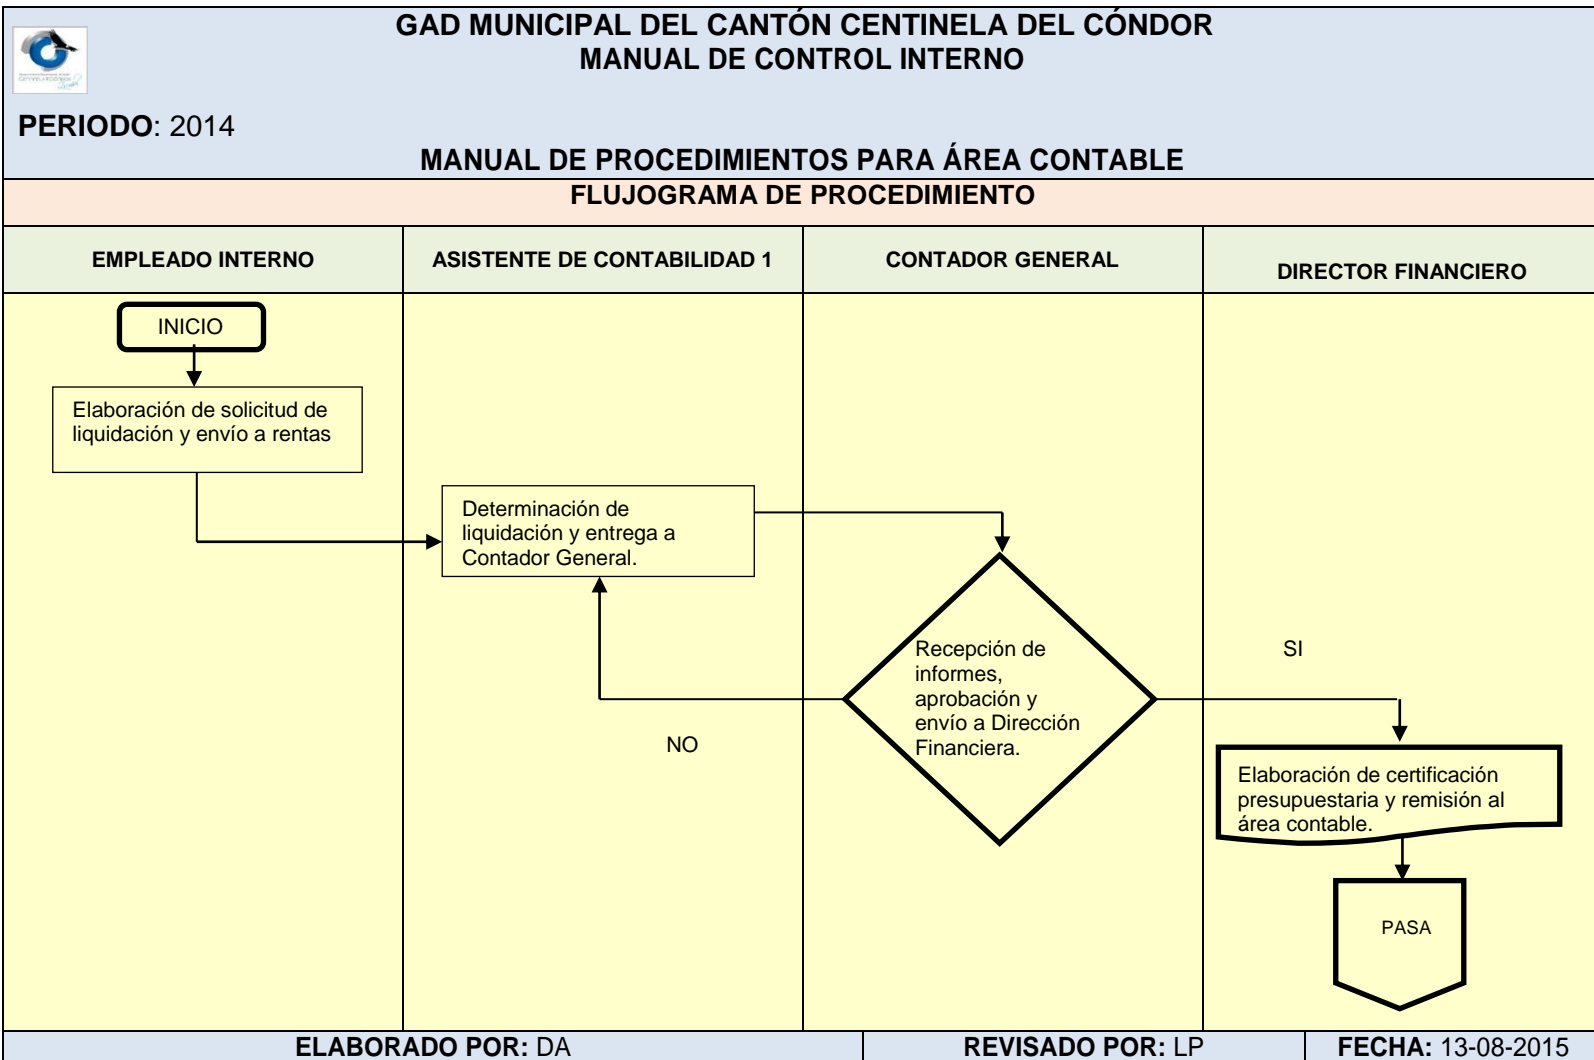 GAD MUNICIPAL DEL CANTÓN CENTINELA DEL CÓNDOR
MANUAL DE CONTROL INTERNO
PERIODO: 2014
MANUAL DE PROCEDIMIENTOS PARA ÁREA CONTABLE
FLUJOGRAMA DE PROCEDIMIENTO
EMPLEADO INTERNO
ASISTENTE DE CONTABILIDAD 1
CONTADOR GENERAL
DIRECTOR FINANCIERO
INICIO
Elaboración de solicitud de
liquidación y envío a rentas
Determinación de
liquidación y entrega a
Contador General.
Recepción de
informes,
aprobación y
envío a Dirección
Financiera.
NO
SI
Elaboración de certificación
presupuestaria y remisión al
área contable.
PASA
ELABORADO POR: DA
REVISADO POR: LP
FECHA: 13-08-2015